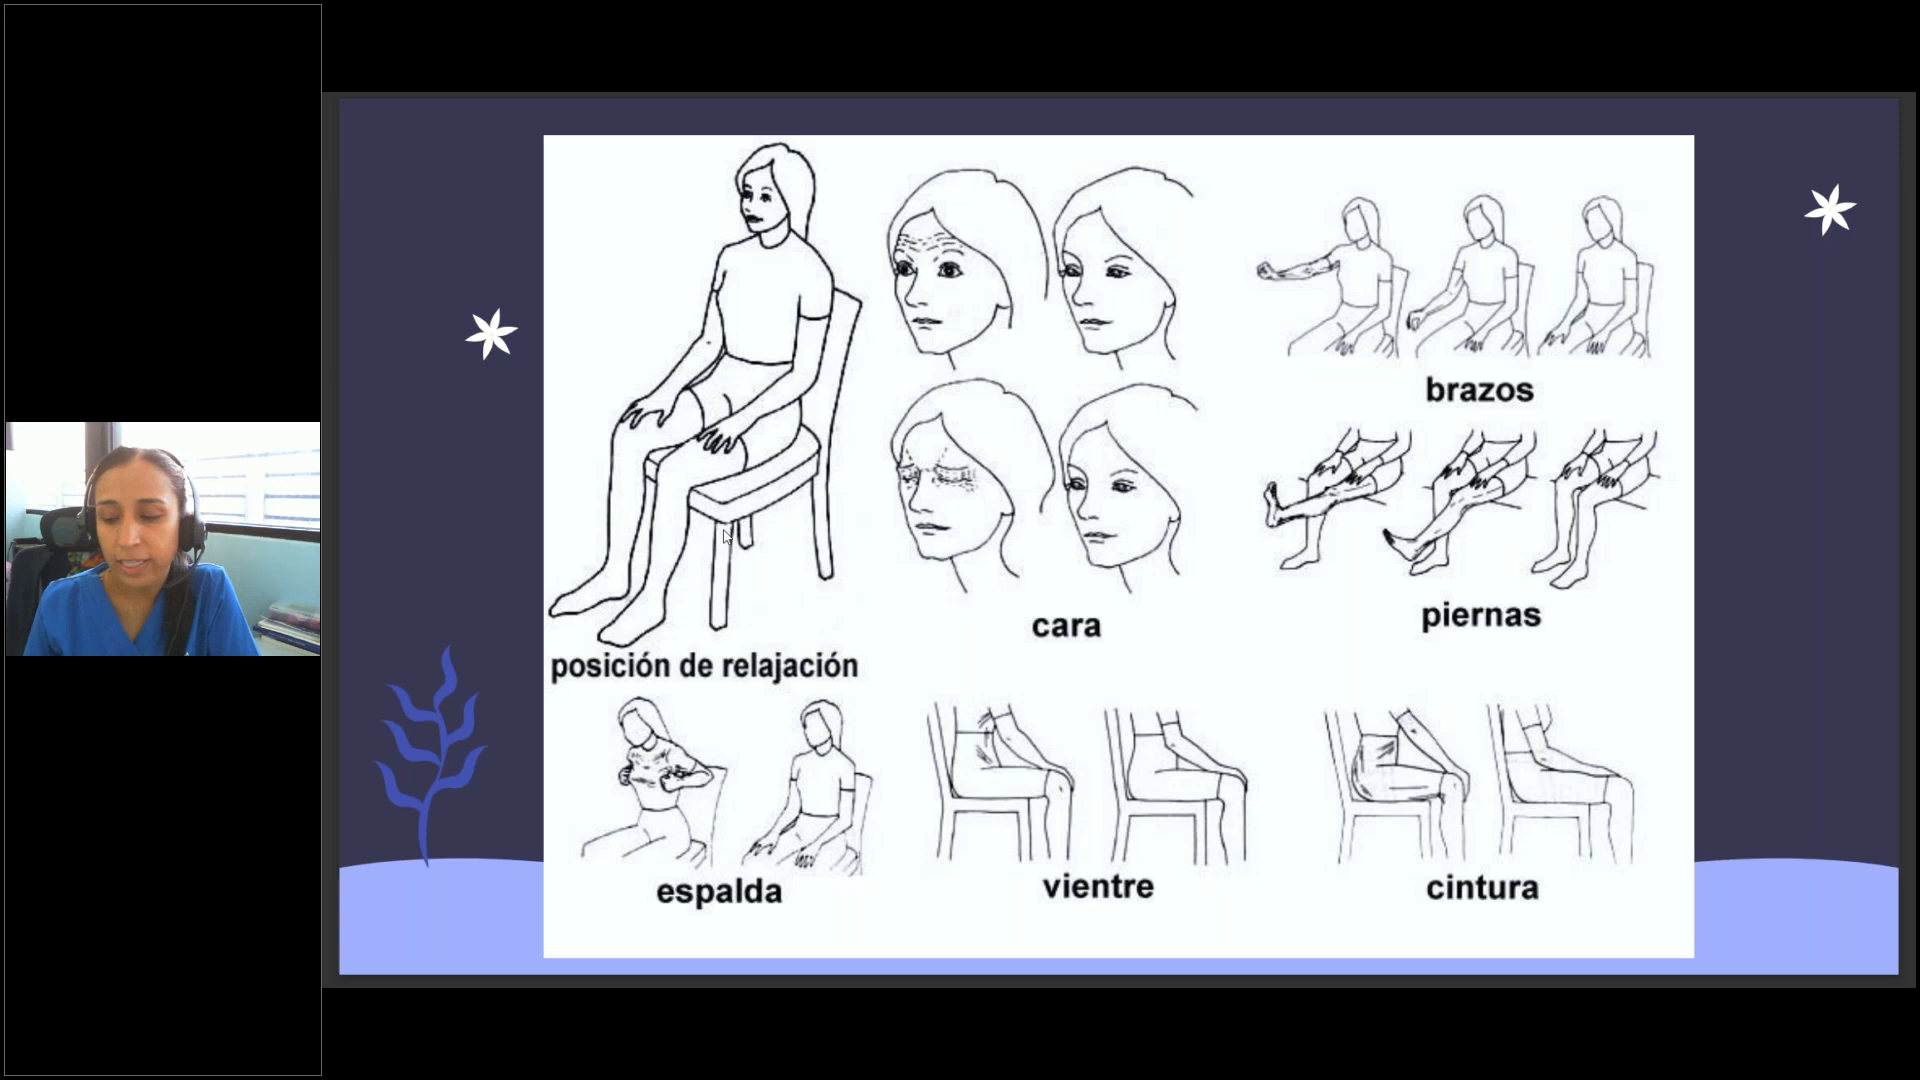 posición de relajación
cara
brazos
piernas
espalda
vientre
cintura